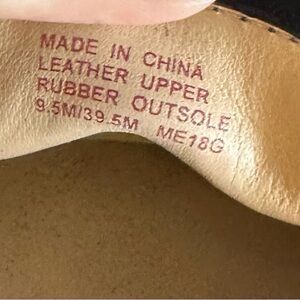 MADE IN CHINA
LEATHER UPPER
RUBBER OUTSOLE
9.5M/39.5M ME18G